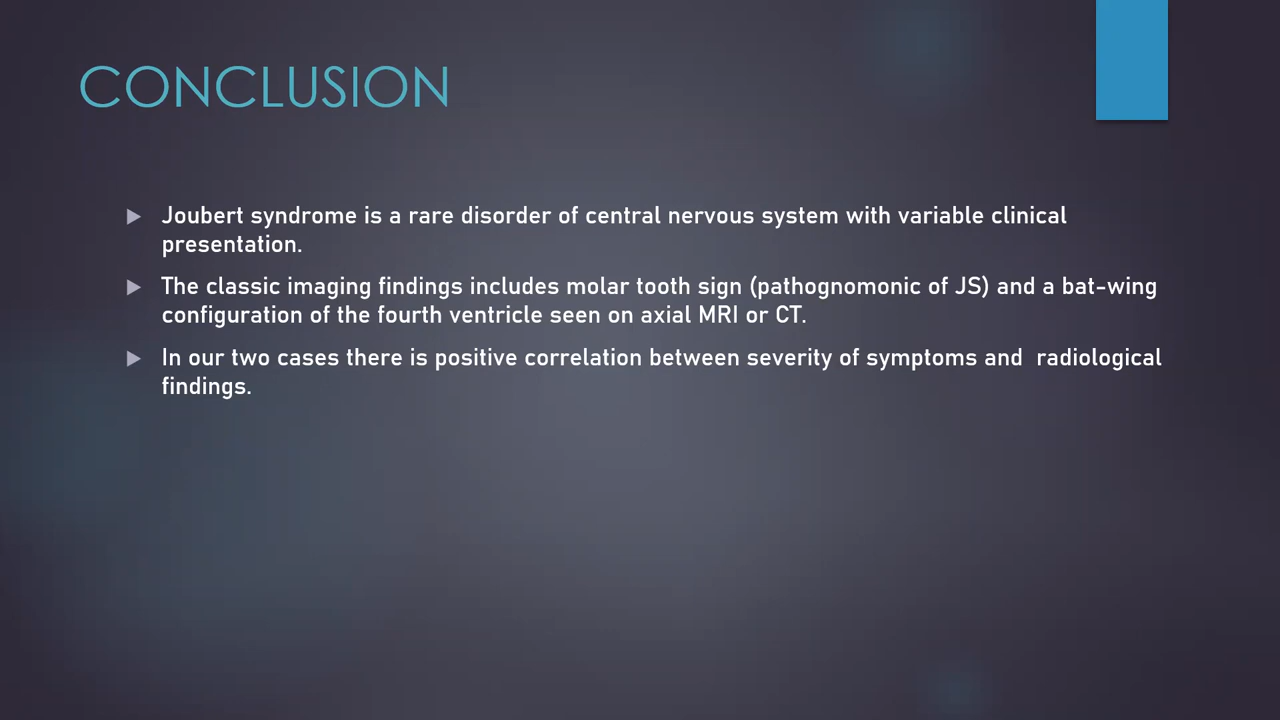 CONCLUSION
Joubert syndrome is a rare disorder of central nervous system with variable clinical
presentation.
The classic imaging findings includes molar tooth sign (pathognomonic of JS) and a bat-wing
configuration of the fourth ventricle seen on axial MRI or CT.
In our two cases there is positive correlation between severity of symptoms and  radiological
findings.